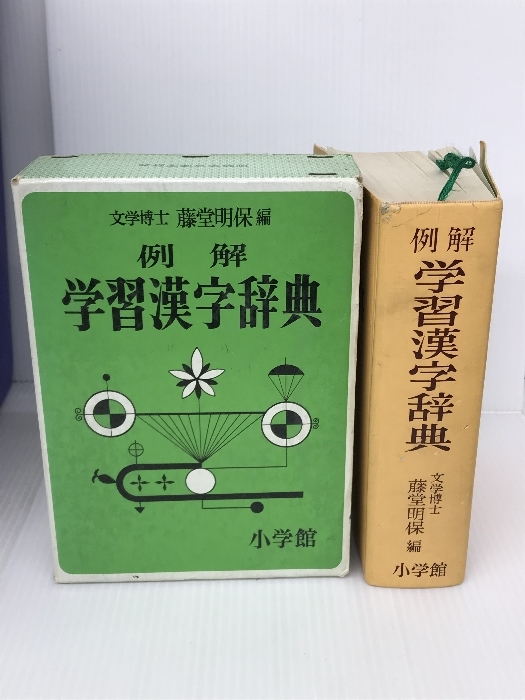 文学博士 藤堂明保 編
例解
学習漢字辞典
小学館
例解
学習漢字辞典
文学博士
藤堂明保 編
小学館